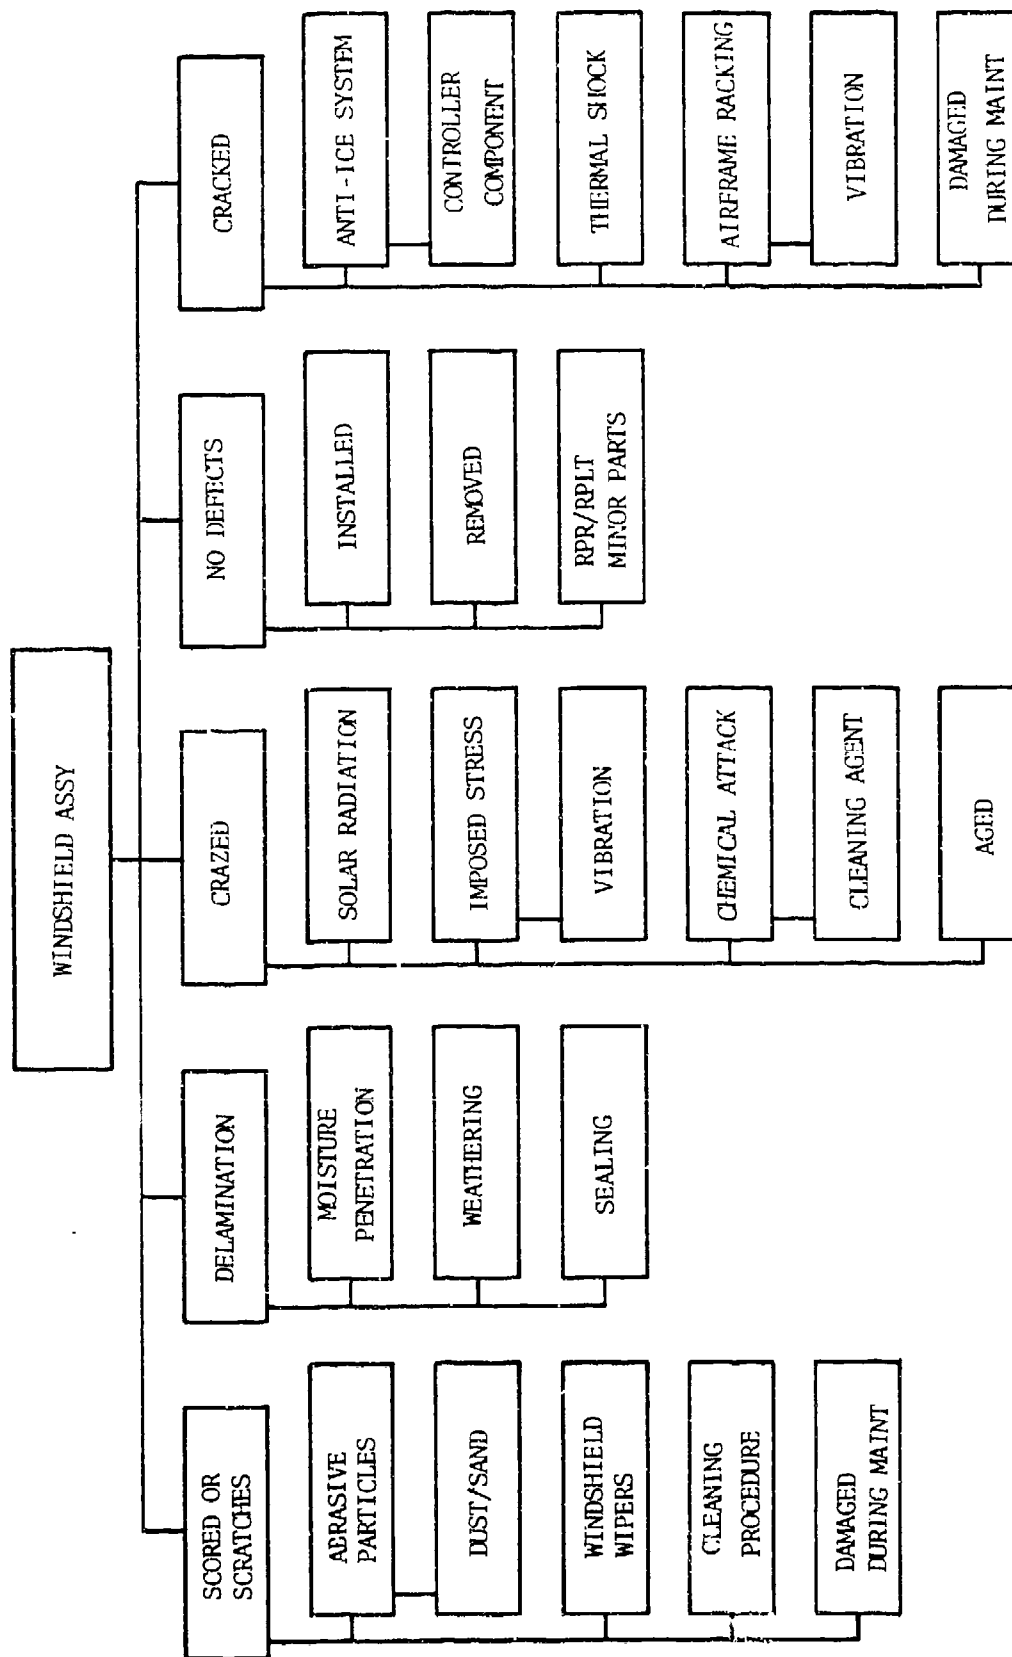 WINDSHIELD ASSY
SCORED OR
SCRATCHES
ABRASIVE
PARTICLES
DUST/SAND
WINDSHIELD
WIPERS
CLEANING
PROCEDURE
DAMAGED
DURING MAINT
DELAMINATION
MOISTURE
PENETRATION
WEATHERING
SEALING
CRAZED
SOLAR RADIATION
IMPOSED STRESS
VIBRATION
CHEMICAL ATTACK
CLEANING AGENT
AGED
NO DEFECTS
INSTALLED
REMOVED
RPR/RPLT
MINOR PARTS
CRACKED
ANTI-ICE SYSTEM
CONTROLLER
COMPONENT
THERMAL SHOCK
AIRFRAME RACKING
VIBRATION
DAMAGED
DURING MAINT